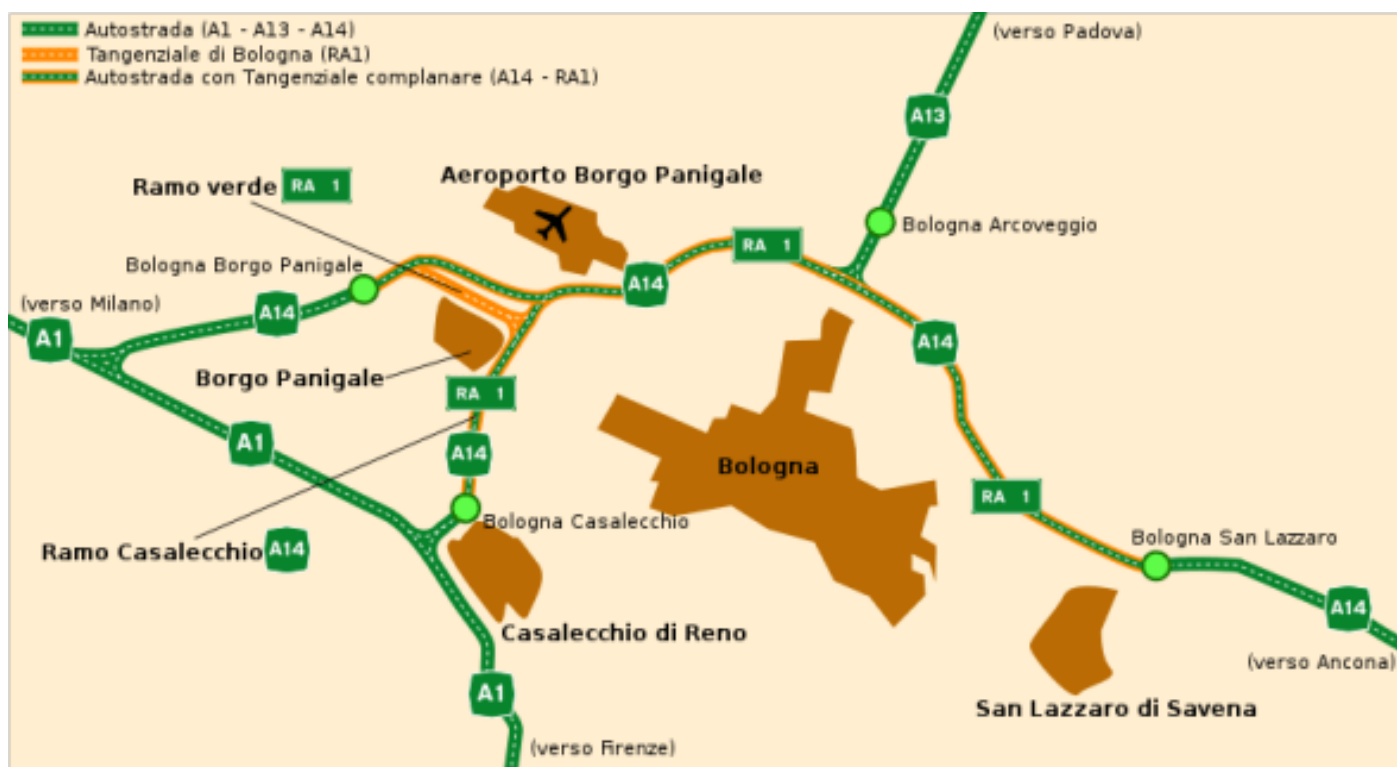 Autostrada (A1 - A13 - A14)
Tangenziale di Bologna (RA1)
Autostrada con Tangenziale complanare (A14 - RA1)
(verso Padova)
A13
Aeroporto Borgo Panigale
Ramo verde RA 1
Bologna Arcoveggio
RA 1
Bologna Borgo Panigale
A14
(verso Milano)
A14
A1
A14
Borgo Panigale
RA 1
A1
A14
Bologna
RA 1
Bologna Casalecchio
Bologna San Lazzaro
Ramo Casalecchio A14
A14
Casalecchio di Reno
(verso Ancona)
A1
San Lazzaro di Savena
(verso Firenze)